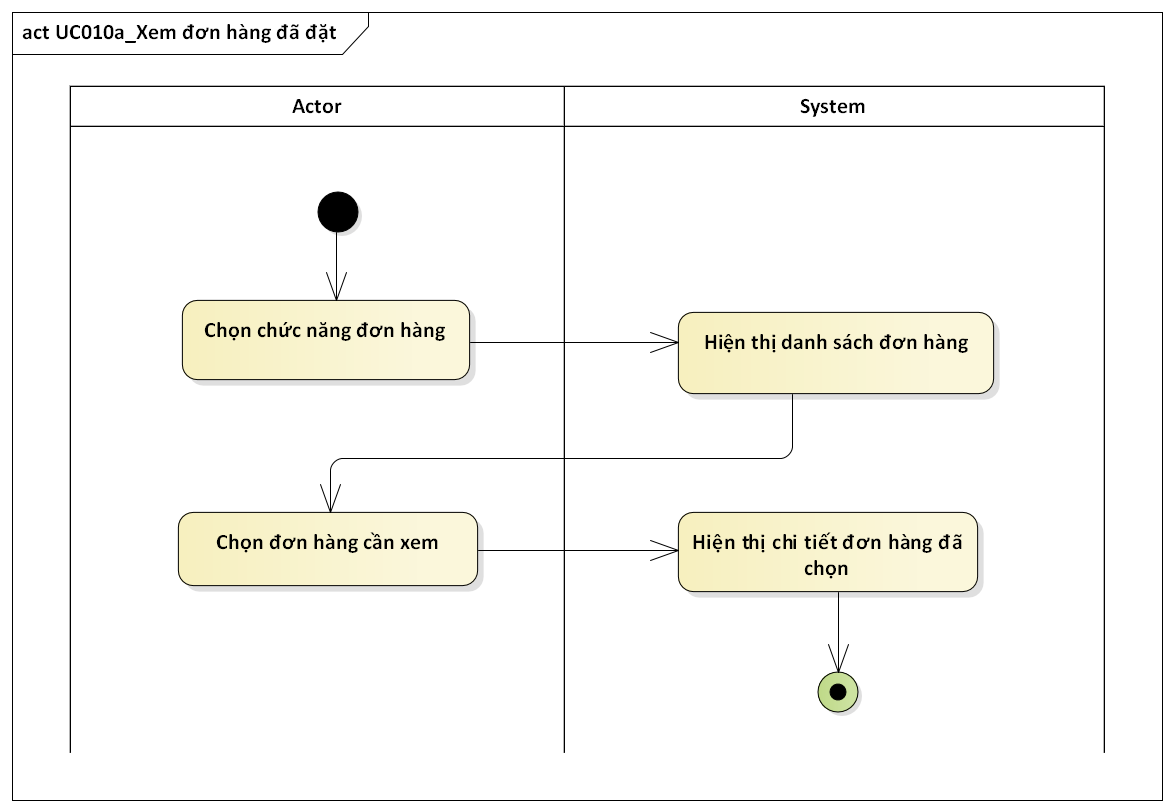 act UC010a_Xem đơn hàng đã đặt
Actor
System
Chọn chức năng đơn hàng
Hiện thị danh sách đơn hàng
Chọn đơn hàng cần xem
Hiện thị chi tiết đơn hàng đã
chọn